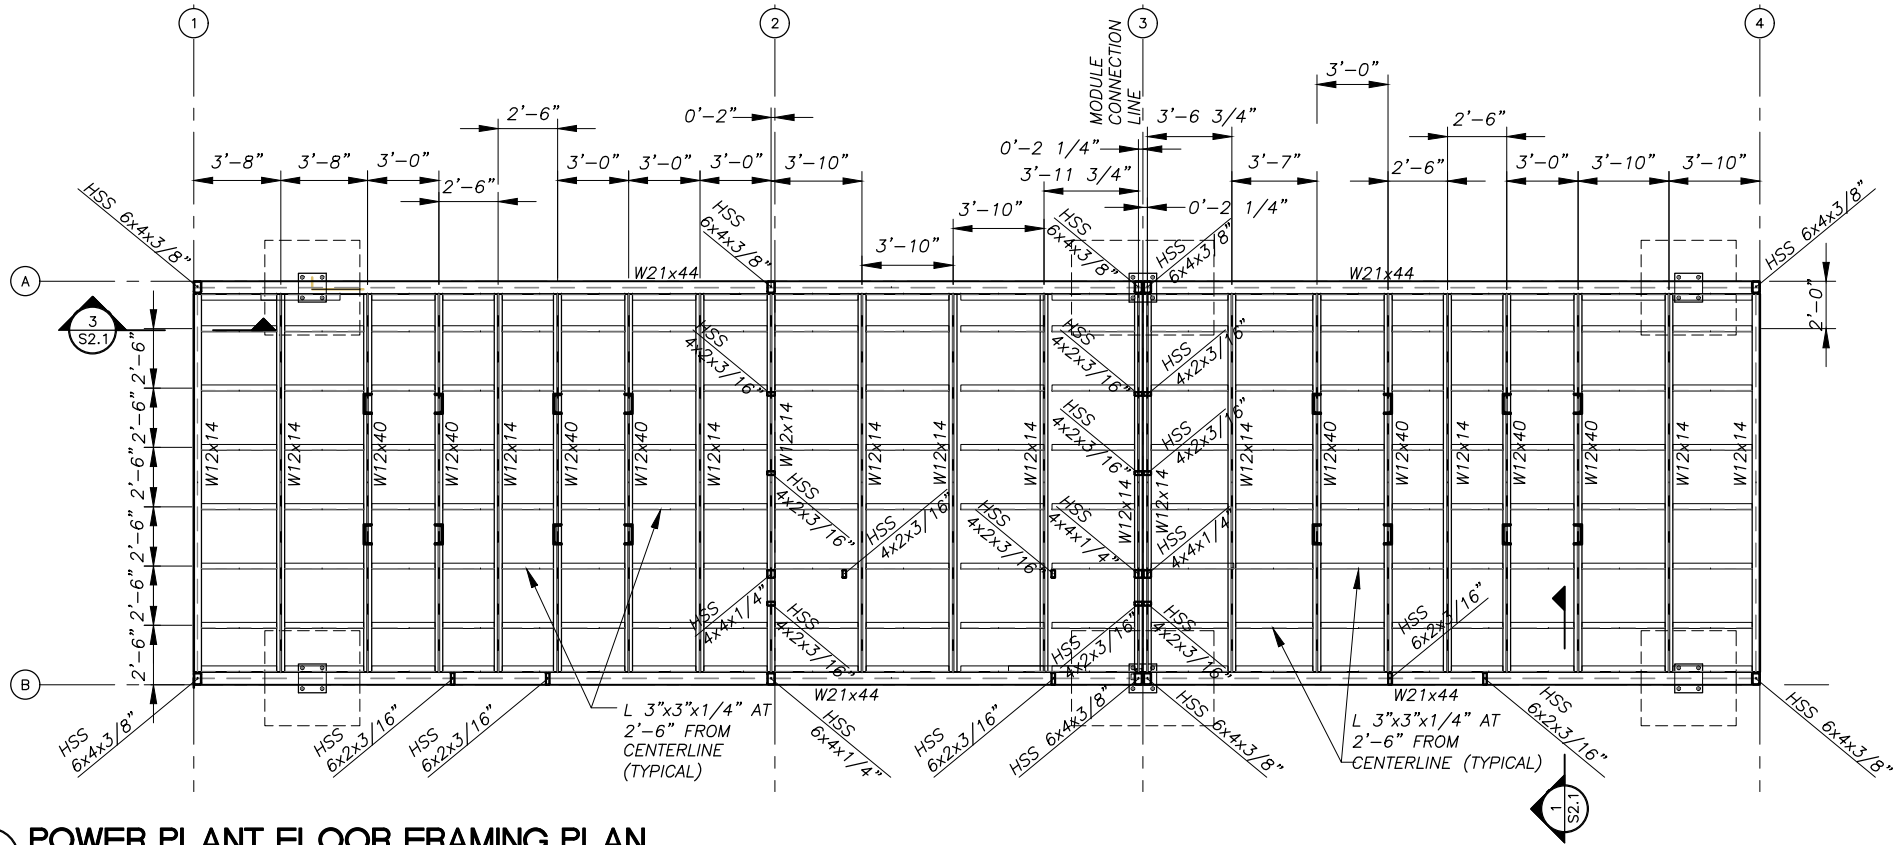 1
2
3
4
MODULE
CONNECTION
LINE
3'-0"
2'-6"
0'-2"
3'-6 3/4"
2'-6"
0'-2 1/4"
3'-8"
3'-8"
3'-0"
3'-0"
3'-0"
3'-0"
3'-10"
3'-11 3/4"
3'-7"
2'-6"
3'-0"
3'-10"
3'-10"
2'-6"
3'-10"
0'-2 1/4"
3'-10"
HSS 6x4x3/8"
HSS
6x4x3/8"
HSS
6x4x3/8"
HSS
6x4x3/8"
HSS 6x4x3/8"
A
W21x44
W21x44
2'-0"
3
S2.1
HSS
4x2x3/16"
HSS
4x2x3/16"
HSS
4x2x3/16"
2'-6"
2'-6"
2'-6"
2'-6"
2'-6"
2'-6"
W12x14
W12x14
W12x40
W12x40
W12x14
W12x40
W12x40
W12x14
W12x14
W12x14
W12x14
W12x14
W12x14
W12x14
W12x14
W12x40
W12x40
W12x14
W12x40
W12x40
W12x14
W12x14
HSS
4x2x3/16"
HSS
4x2x3/16"
HSS
4x2x3/16"
HSS
4x2x3/16"
HSS
4x2x3/16"
HSS
4x4x1/4"
HSS
4x4x1/4"
HSS
4x4x1/4"
HSS
4x2x3/16"
HSS
4x2x3/16"
HSS
4x2x3/16"
HSS
6x2x3/16"
B
W21x44
W21x44
HSS
6x4x3/8"
HSS
6x2x3/16"
HSS
6x2x3/16"
L 3"x3"x1/4" AT
2'-6" FROM
CENTERLINE
(TYPICAL)
HSS
6x4x1/4"
HSS
6x2x3/16"
HSS 6x4x3/8"
HSS 6x4x3/8"
L 3"x3"x1/4" AT
2'-6" FROM
CENTERLINE (TYPICAL)
HSS
6x2x3/16"
HSS 6x4x3/8"
1
S2.1
POWER PLANT FLOOR FRAMING PLAN